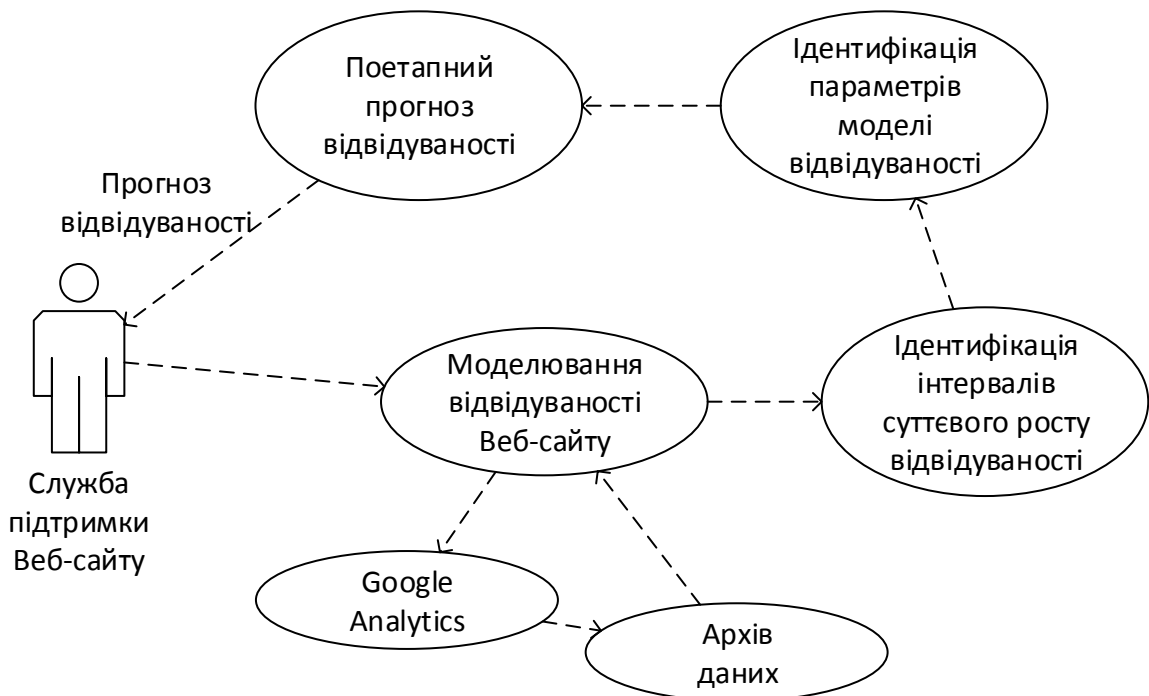 Поетапний
прогноз
відвідуваності
Ідентифікація
параметрів
моделі
відвідуваності
Прогноз
відвідуваності
Моделювання
відвідуваності
Веб-сайту
Ідентифікація
інтервалів
суттєвого росту
відвідуваності
Служба
підтримки
Веб-сайту
Google
Analytics
Архів
даних